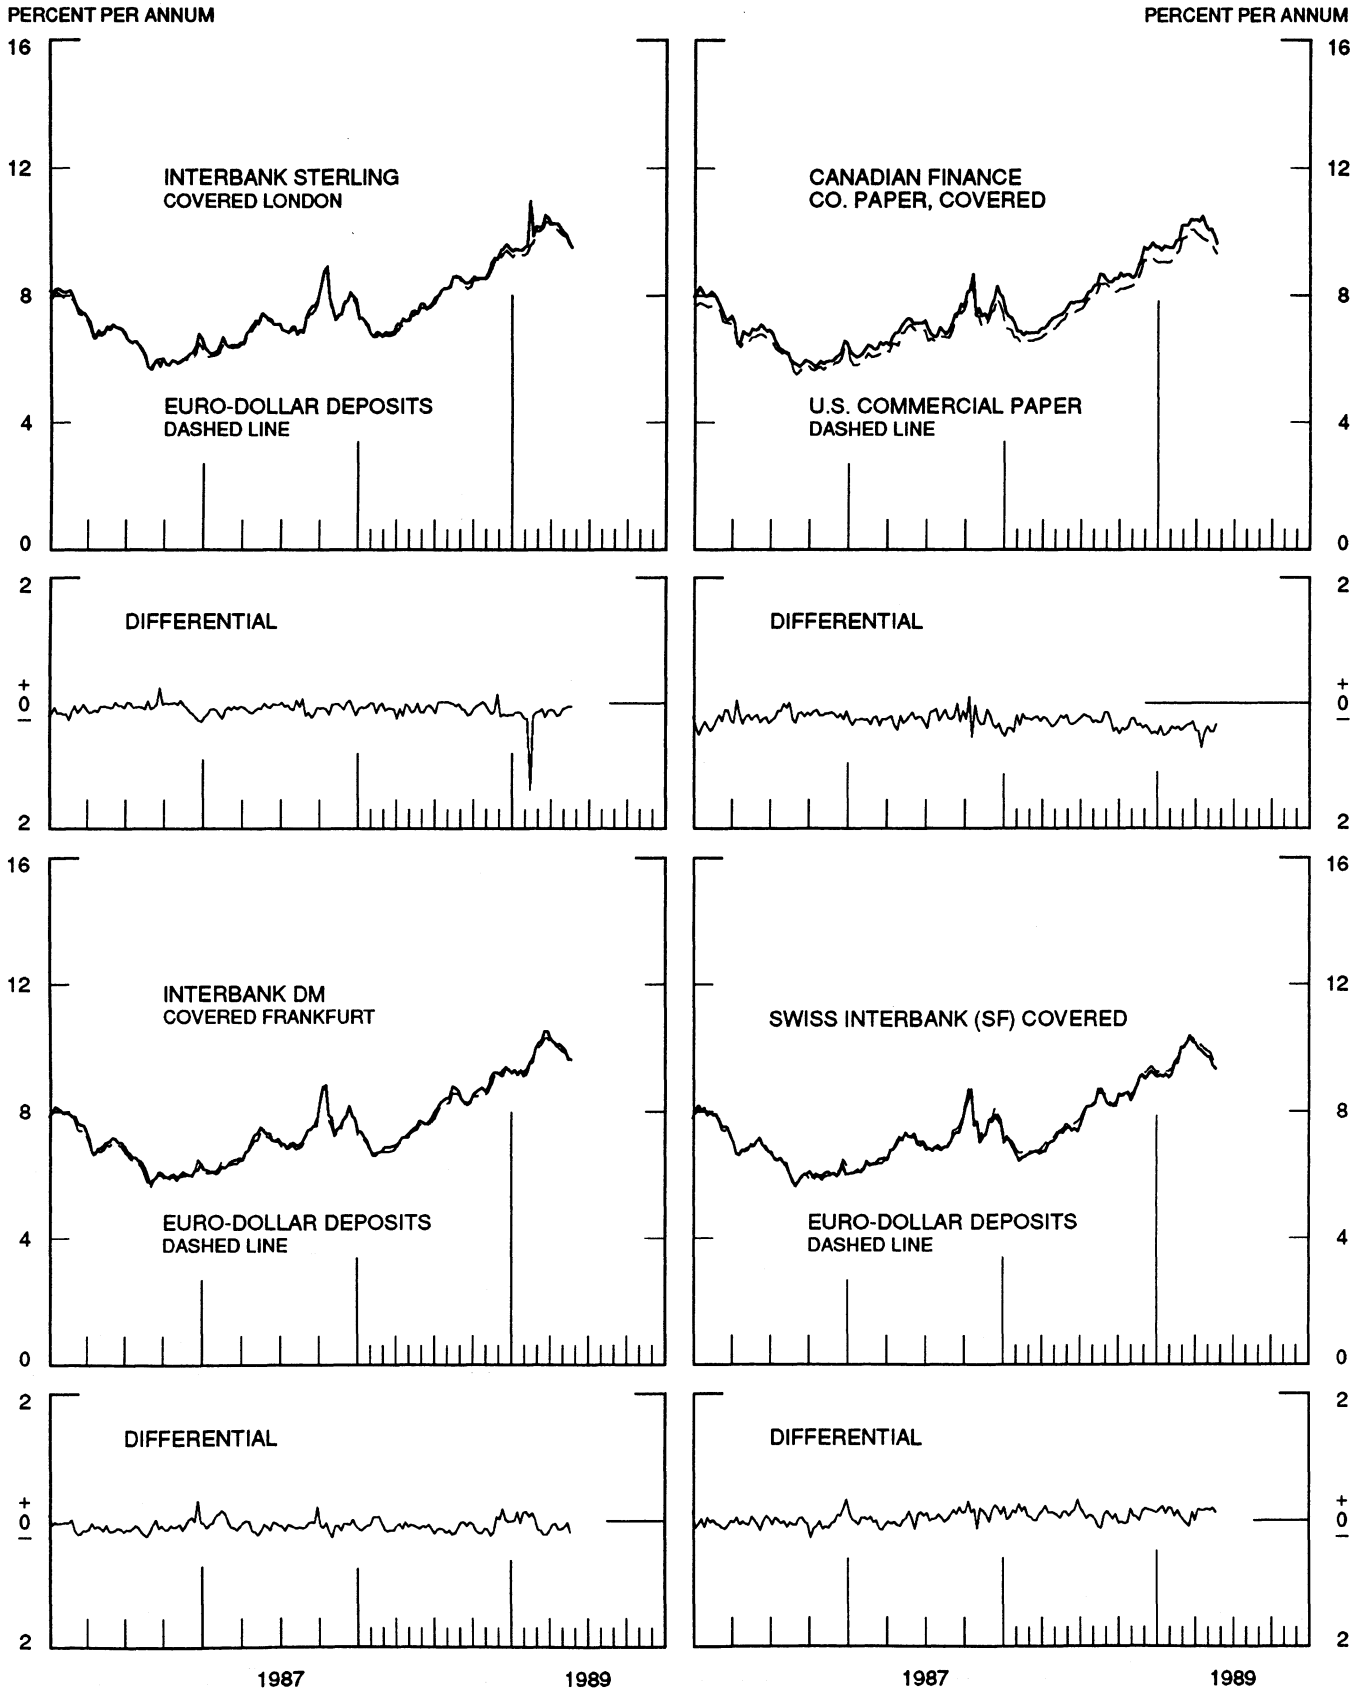 PERCENT PER ANNUM
PERCENT PER ANNUM
16
12
8
4
0
INTERBANK STERLING
COVERED LONDON
EURO-DOLLAR DEPOSITS
DASHED LINE
CANADIAN FINANCE
CO. PAPER, COVERED
U.S. COMMERCIAL PAPER
DASHED LINE
16
12
8
4
0
2
+
0
–
2
DIFFERENTIAL
DIFFERENTIAL
2
+
0
–
2
16
12
8
4
0
INTERBANK DM
COVERED FRANKFURT
EURO-DOLLAR DEPOSITS
DASHED LINE
SWISS INTERBANK (SF) COVERED
EURO-DOLLAR DEPOSITS
DASHED LINE
16
12
8
4
0
2
+
0
–
2
DIFFERENTIAL
DIFFERENTIAL
2
+
0
–
2
1987
1989
1987
1989